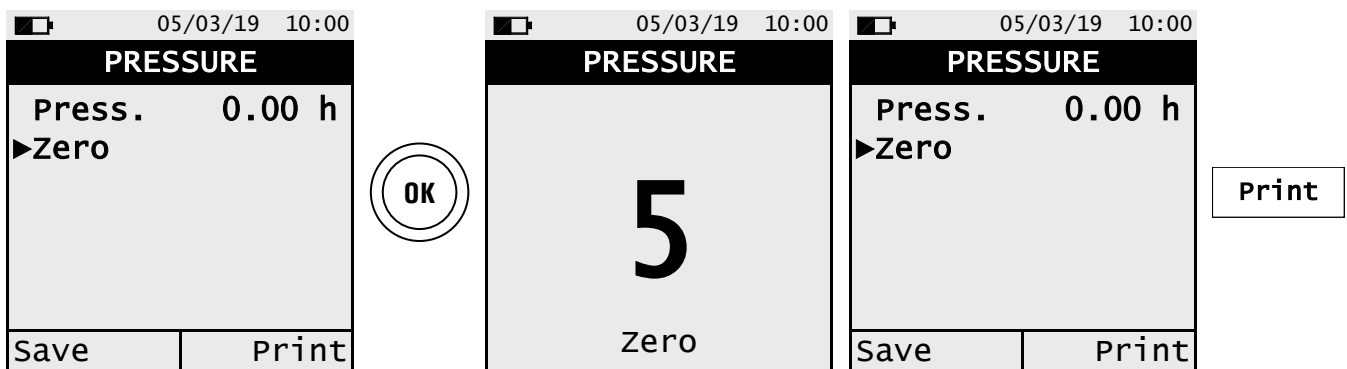 05/03/19 10:00
PRESSURE
Press. 0.00 h
►Zero
Save Print
OK
05/03/19 10:00
PRESSURE
5
Zero
05/03/19 10:00
PRESSURE
Press. 0.00 h
►Zero
Save Print
Print